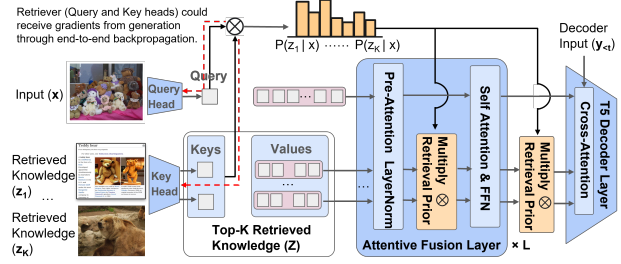 Retriever (Query and Key heads) could
receive gradients from generation
through end-to-end backpropagation.
P(z1 | x) ······ P(zK | x)
Decoder
Input (y<t)
Input (x)
Query
Head
Query
Pre-Attention LayerNorm
Self Attention & FFN
Multiply ⊗
Retrieval Prior
Multiply ⊗
Retrieval Prior
Cross-Attention
T5 Decoder Layer
Retrieved
Knowledge
(z1)
...
Retrieved
Knowledge
(zK)
Key
Head
Keys
Values
...
...
Top-K Retrieved
Knowledge (Z)
Attentive Fusion Layer
× L